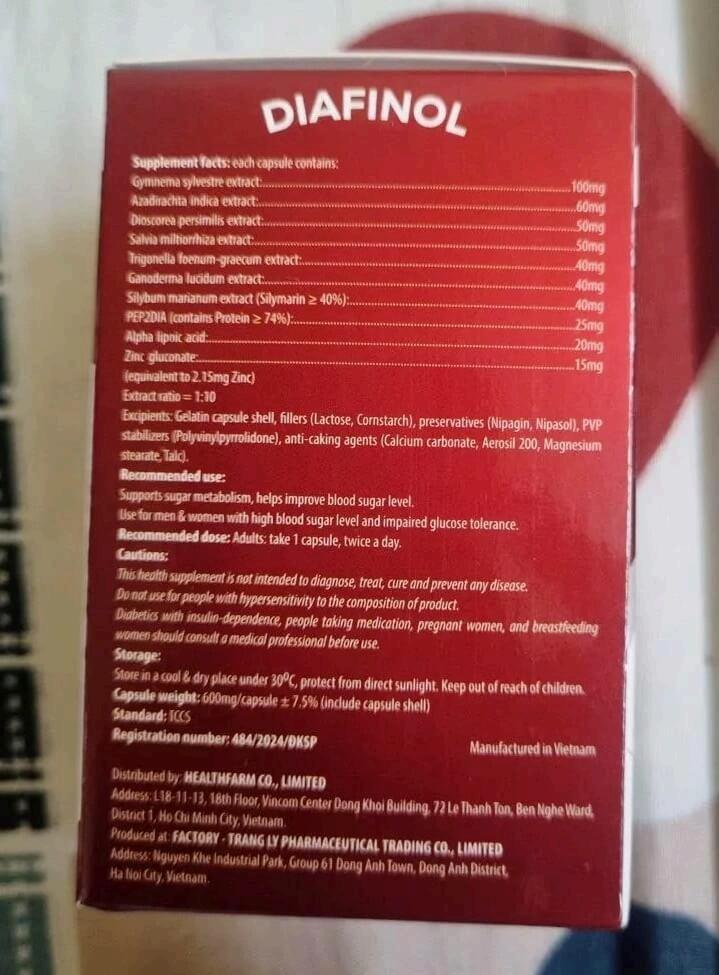 DIAFINOL
Supplement facts: each capsule contains:
Gymnema sylvestre extract:.....100mg
Azadirachta indica extract:.....60mg
Dioscorea persimilis extract:.....50mg
Salvia miltiorrhiza extract:.....50mg
Trigonella foenum-graecum extract:.....40mg
Ganoderma lucidum extract:.....40mg
Silybum marianum extract (Silymarin ≥ 40%):.....40mg
PEP2DIA (contains Protein ≥ 74%):.....25mg
Alpha lipoic acid:.....20mg
Zinc gluconate:.....15mg
(equivalent to 2.15mg Zinc)
Extract ratio = 1:10
Excipients: Gelatin capsule shell, fillers (Lactose, Cornstarch), preservatives (Nipagin, Nipasol), PVP
stabilizers (Polyvinylpyrrolidone), anti-caking agents (Calcium carbonate, Aerosil 200, Magnesium
stearate, Talc).
Recommended use:
Supports sugar metabolism, helps improve blood sugar level.
Use for men & women with high blood sugar level and impaired glucose tolerance.
Recommended dose: Adults: take 1 capsule, twice a day.
Cautions:
This health supplement is not intended to diagnose, treat, cure and prevent any disease.
Do not use for people with hypersensitivity to the composition of product.
Diabetics with insulin-dependence, people taking medication, pregnant women, and breastfeeding
women should consult a medical professional before use.
Storage:
Store in a cool & dry place under 30⁰C, protect from direct sunlight. Keep out of reach of children.
Capsule weight: 600mg/capsule ± 7.5% (include capsule shell)
Standard: TCCS
Registration number: 484/2024/ĐKSP
Manufactured in Vietnam
Distributed by: HEALTHFARM CO., LIMITED
Address: L18-11-13, 18th Floor, Vincom Center Dong Khoi Building, 72 Le Thanh Ton, Ben Nghe Ward,
District 1, Ho Chi Minh City, Vietnam.
Produced at: FACTORY - TRANG LY PHARMACEUTICAL TRADING CO., LIMITED
Address: Nguyen Khe Industrial Park, Group 61 Dong Anh Town, Dong Anh District,
Ha Noi City, Vietnam.